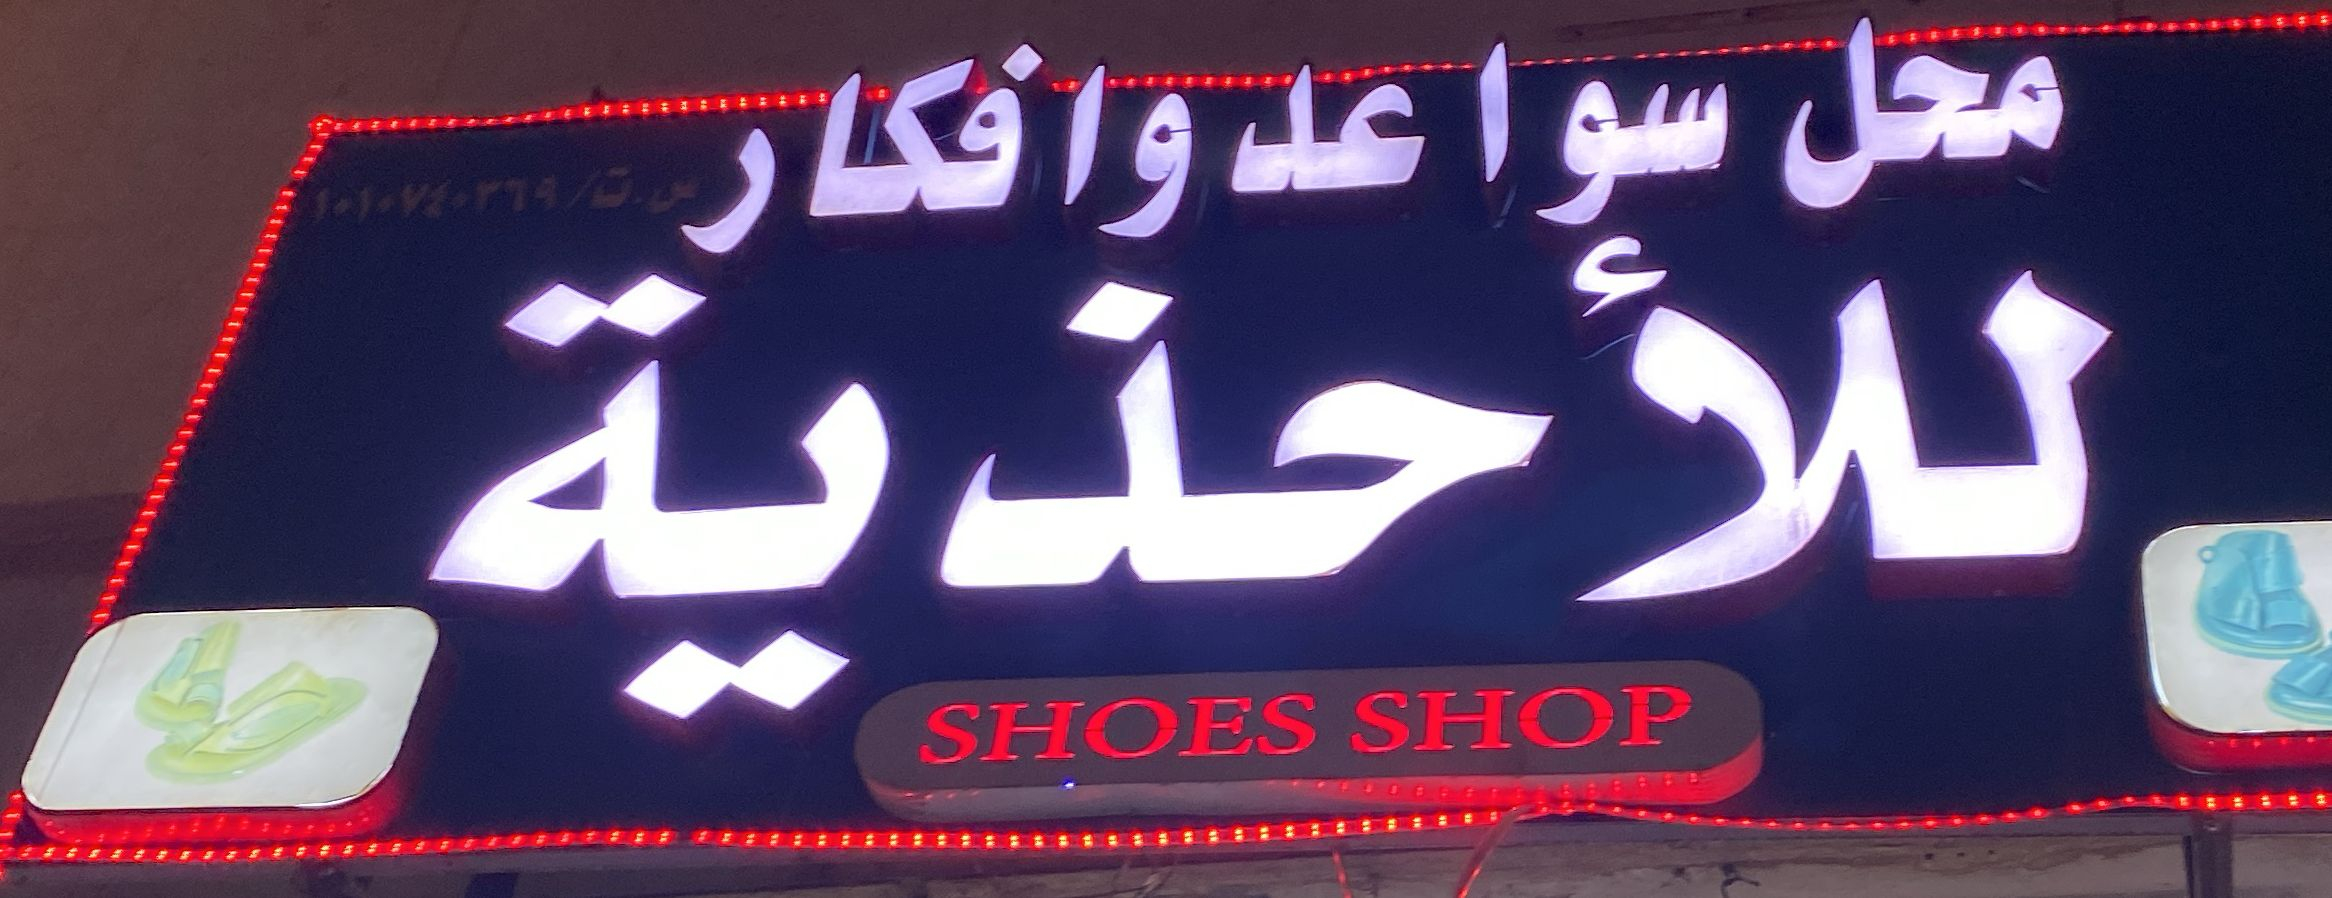 محل سواعد وافكار
س.ت/١٠١٠٧٤٠٣٦٩
للأحذية
SHOES SHOP